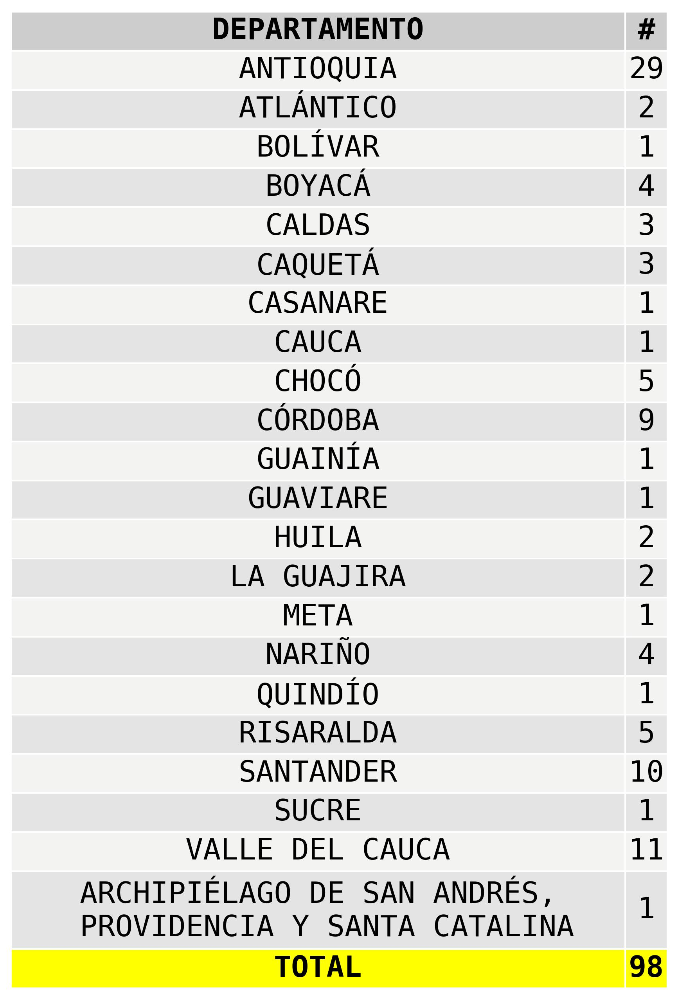 DEPARTAMENTO #
ANTIOQUIA 29
ATLÁNTICO 2
BOLÍVAR 1
BOYACÁ 4
CALDAS 3
CAQUETÁ 3
CASANARE 1
CAUCA 1
CHOCÓ 5
CÓRDOBA 9
GUAINÍA 1
GUAVIARE 1
HUILA 2
LA GUAJIRA 2
META 1
NARIÑO 4
QUINDÍO 1
RISARALDA 5
SANTANDER 10
SUCRE 1
VALLE DEL CAUCA 11
ARCHIPIÉLAGO DE SAN ANDRÉS,
PROVIDENCIA Y SANTA CATALINA 1
TOTAL 98